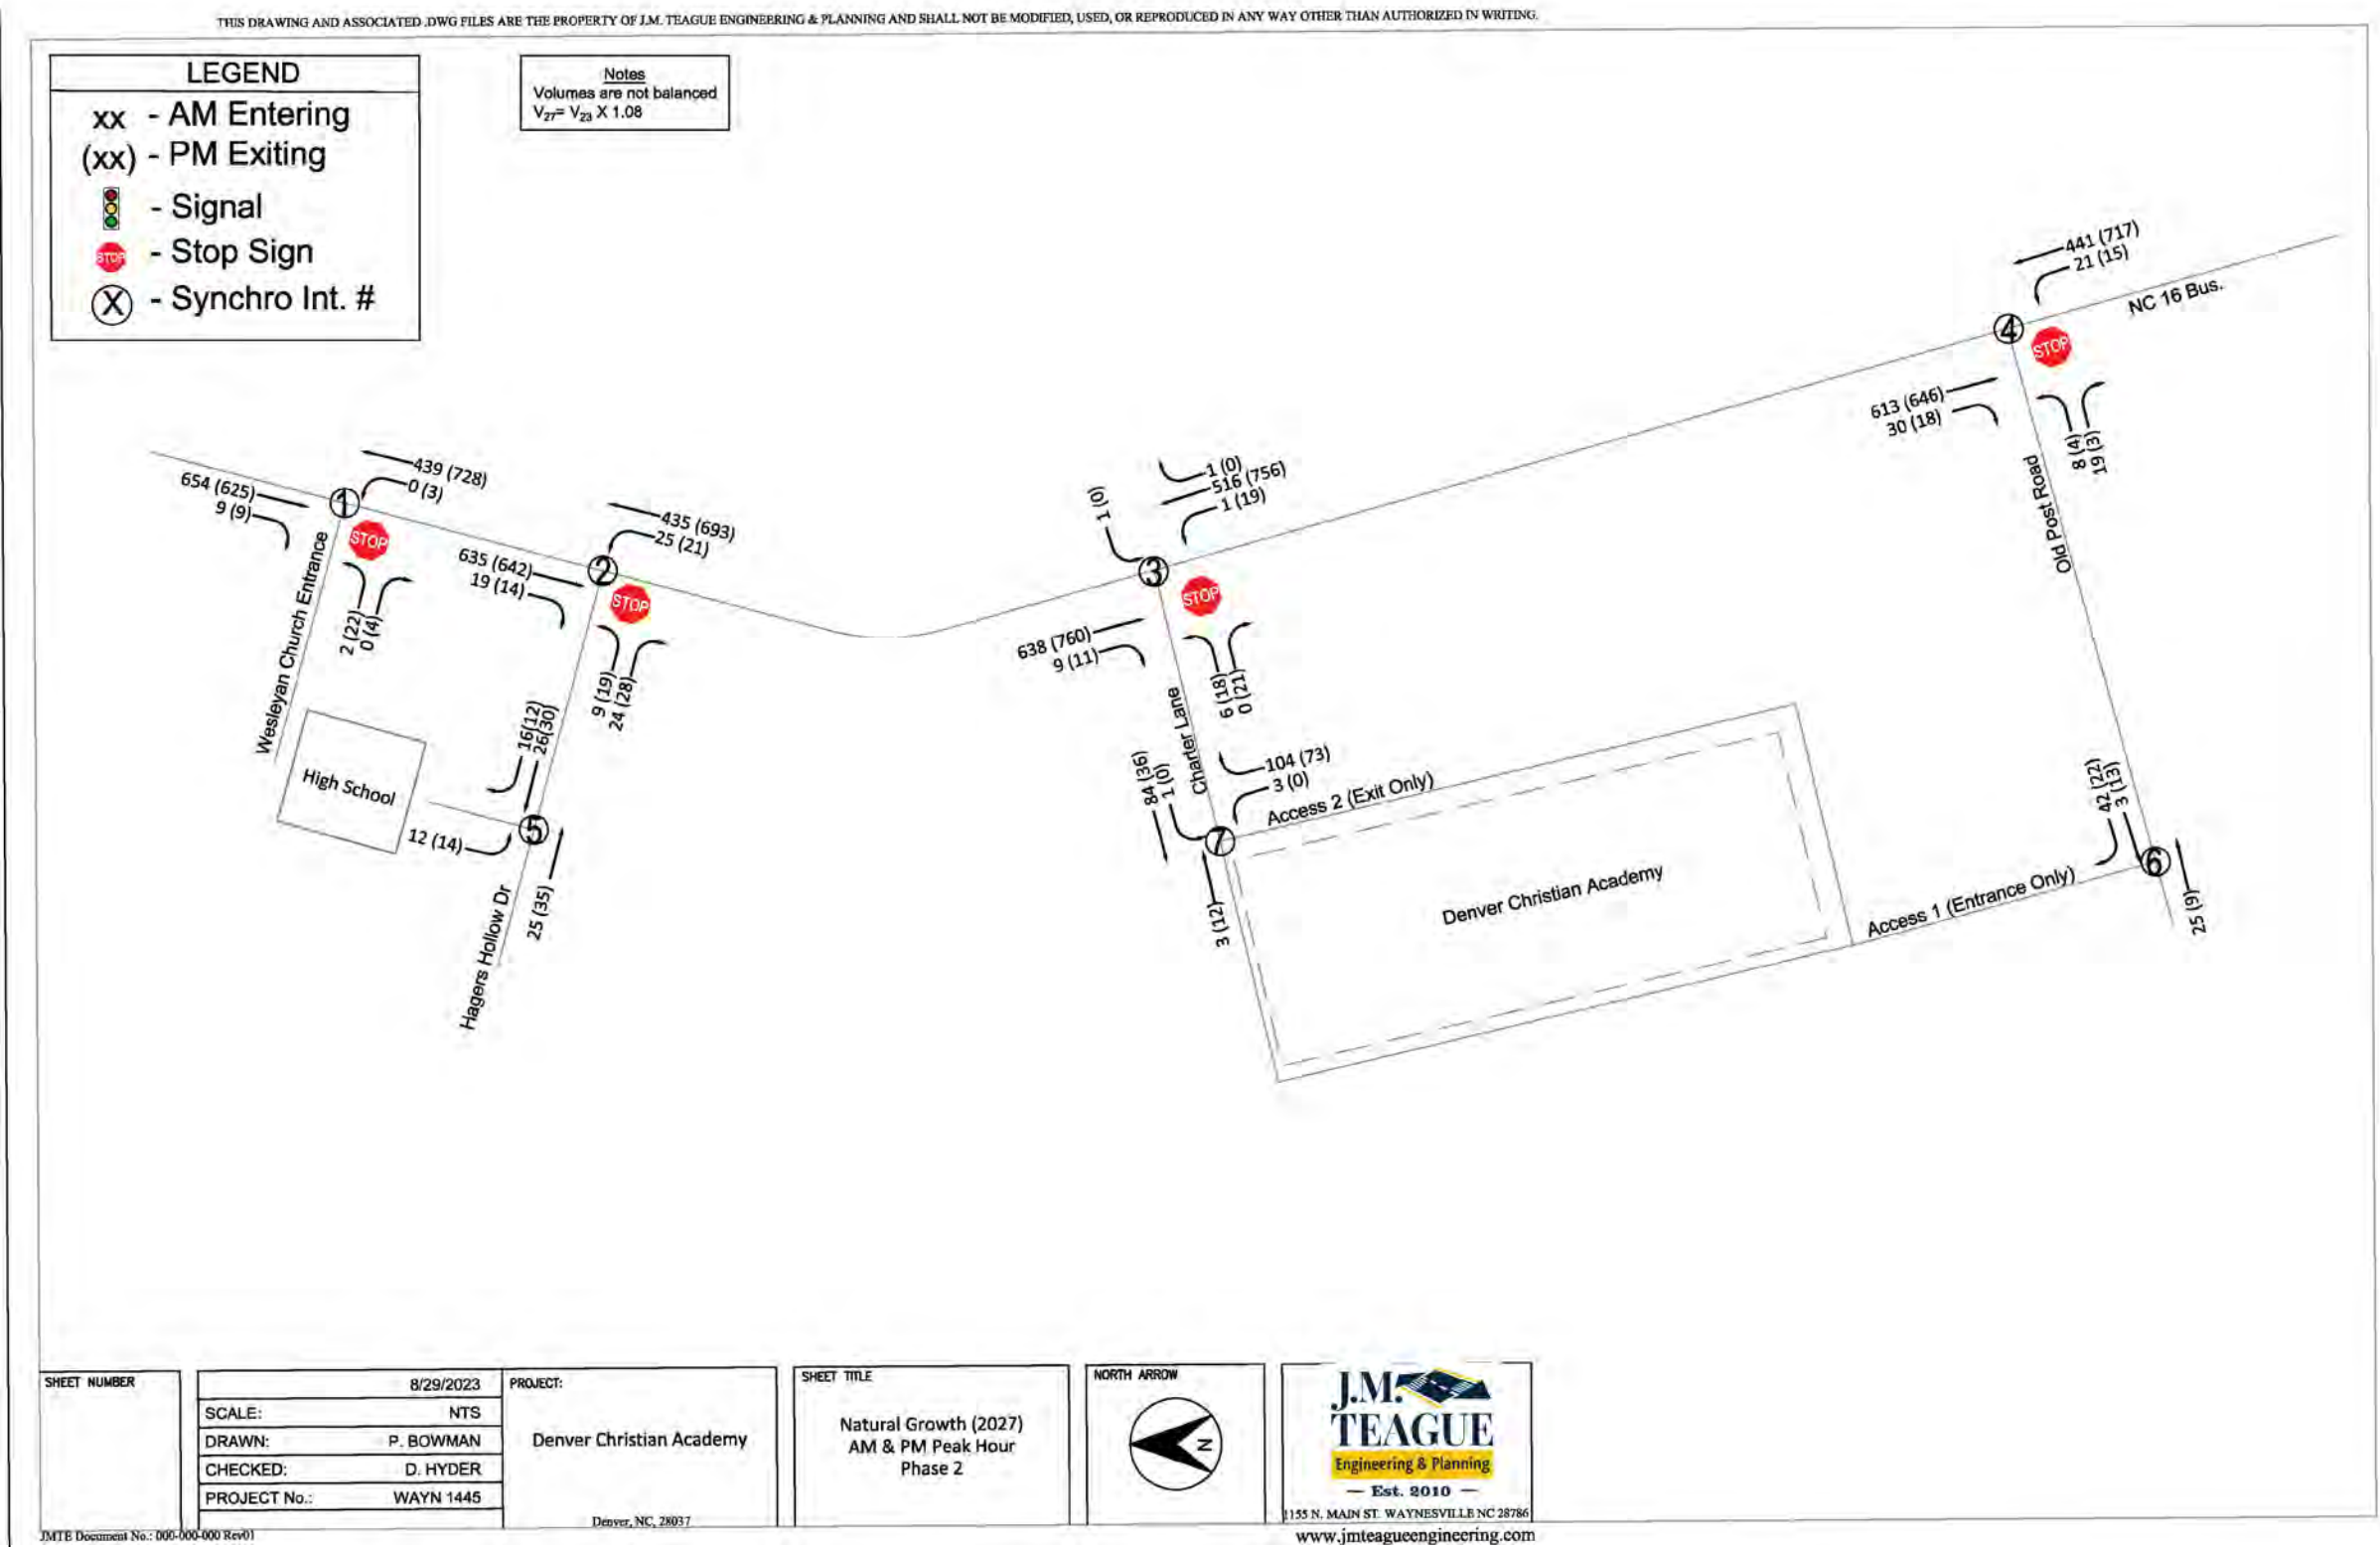 THIS DRAWING AND ASSOCIATED .DWG FILES ARE THE PROPERTY OF J.M. TEAGUE ENGINEERING & PLANNING AND SHALL NOT BE MODIFIED, USED, OR REPRODUCED IN ANY WAY OTHER THAN AUTHORIZED IN WRITING.
LEGEND
xx - AM Entering
(xx) - PM Exiting
- Signal
STOP - Stop Sign
X - Synchro Int. #
Notes
Volumes are not balanced
V27= V23 X 1.08
441 (717)
21 (15)
NC 16 Bus.
4
STOP
613 (646)
30 (18)
8 (4)
19 (3)
Old Post Road
439 (728)
0 (3)
654 (625)
9 (9)
1
STOP
2 (22)
0 (4)
Wesleyan Church Entrance
435 (693)
25 (21)
635 (642)
19 (14)
2
STOP
9 (19)
24 (28)
16(12)
26(30)
High School
12 (14)
5
25 (35)
Hagers Hollow Dr
1 (0)
1 (0)
516 (756)
1 (19)
3
STOP
638 (760)
9 (11)
6 (18)
0 (21)
Charter Lane
84 (36)
1 (0)
104 (73)
3 (0)
7
Access 2 (Exit Only)
3 (12)
Denver Christian Academy
42 (22)
3 (13)
6
Access 1 (Entrance Only)
25 (9)
SHEET NUMBER
8/29/2023
SCALE: NTS
DRAWN: P. BOWMAN
CHECKED: D. HYDER
PROJECT No.: WAYN 1445
PROJECT:
Denver Christian Academy
Denver, NC, 28037
SHEET TITLE
Natural Growth (2027)
AM & PM Peak Hour
Phase 2
NORTH ARROW
N
J.M.
TEAGUE
Engineering & Planning
— Est. 2010 —
1155 N. MAIN ST. WAYNESVILLE NC 28786
www.jmteagueengineering.com
JMTE Document No.: 000-000-000 Rev01